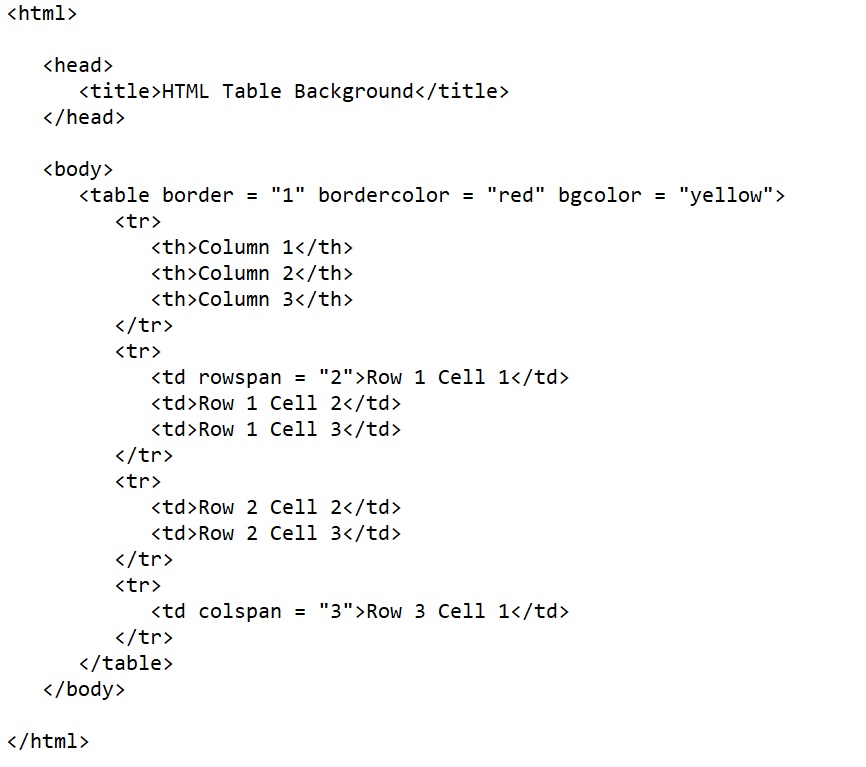 <html>
<head>
<title>HTML Table Background</title>
</head>
<body>
<table border = "1" bordercolor = "red" bgcolor = "yellow">
<tr>
<th>Column 1</th>
<th>Column 2</th>
<th>Column 3</th>
</tr>
<tr>
<td rowspan = "2">Row 1 Cell 1</td>
<td>Row 1 Cell 2</td>
<td>Row 1 Cell 3</td>
</tr>
<tr>
<td>Row 2 Cell 2</td>
<td>Row 2 Cell 3</td>
</tr>
<tr>
<td colspan = "3">Row 3 Cell 1</td>
</tr>
</table>
</body>
</html>